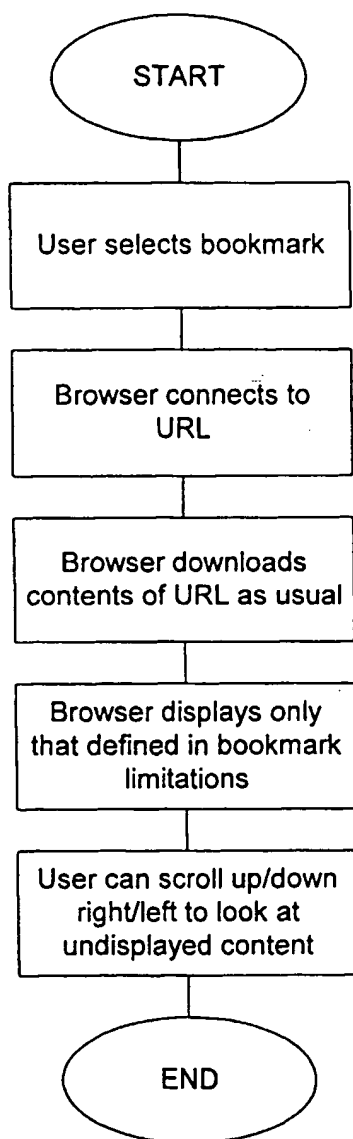 START
User selects bookmark
Browser connects to
URL
Browser downloads
contents of URL as usual
Browser displays only
that defined in bookmark
limitations
User can scroll up/down
right/left to look at
undisplayed content
END